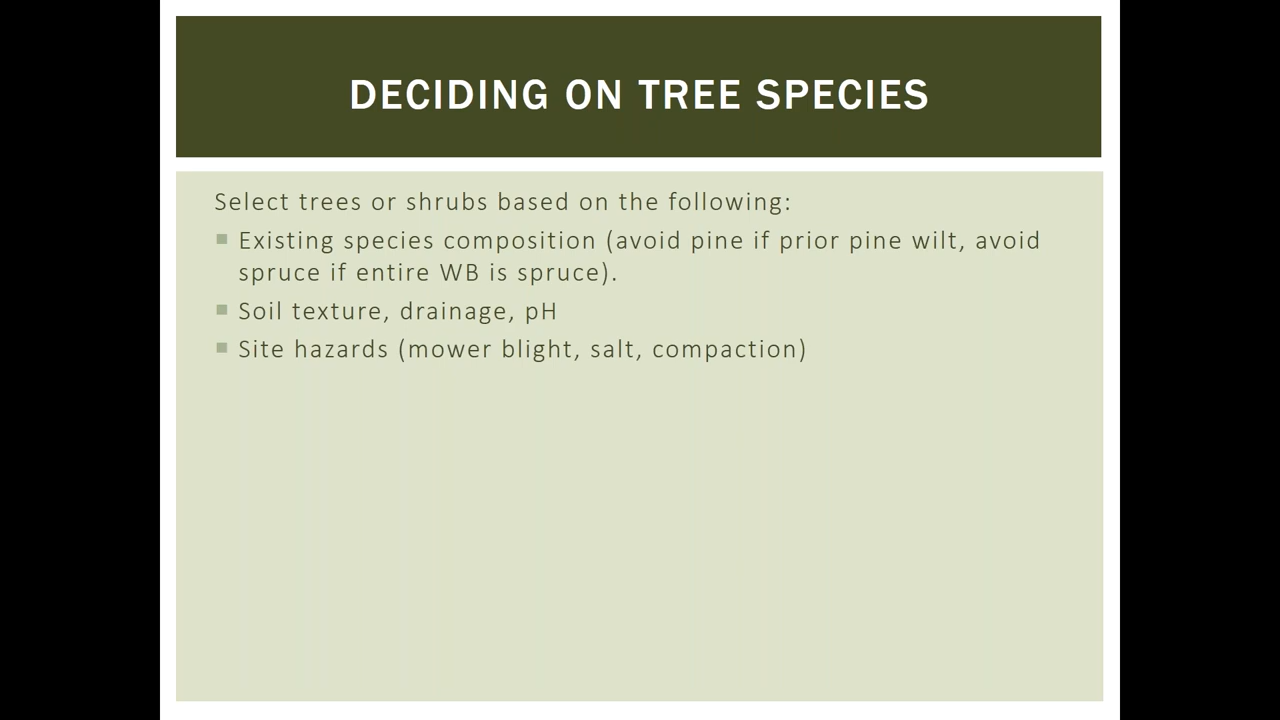 DECIDING ON TREE SPECIES
Select trees or shrubs based on the following:
Existing species composition (avoid pine if prior pine wilt, avoid
spruce if entire WB is spruce).
Soil texture, drainage, pH
Site hazards (mower blight, salt, compaction)